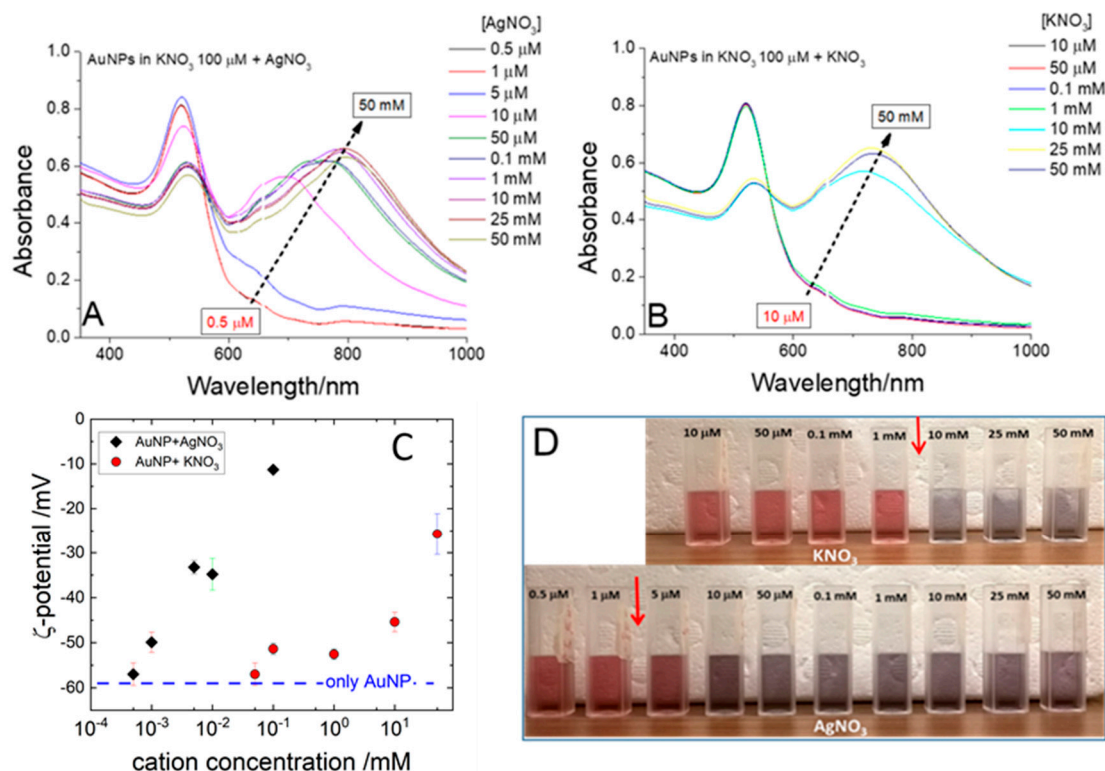 [AgNO₃]
AuNPs in KNO₃ 100 μM + AgNO₃
0.5 μM
1 μM
5 μM
10 μM
50 μM
0.1 mM
1 mM
10 mM
25 mM
50 mM
50 mM
0.5 μM
A
Absorbance
1.0
0.8
0.6
0.4
0.2
0.0
400 600 800 1000
Wavelength/nm
[KNO₃]
AuNPs in KNO₃ 100 μM + KNO₃
10 μM
50 μM
0.1 mM
1 mM
10 mM
25 mM
50 mM
50 mM
10 μM
B
Absorbance
1.0
0.8
0.6
0.4
0.2
0.0
400 600 800 1000
Wavelength/nm
C
AuNP+AgNO₃
AuNP+ KNO₃
only AuNP
ζ-potential /mV
0
-10
-20
-30
-40
-50
-60
10⁻⁴ 10⁻³ 10⁻² 10⁻¹ 10⁰ 10¹
cation concentration /mM
D
10 μM 50 μM 0.1 mM 1 mM 10 mM 25 mM 50 mM
KNO₃
0.5 μM 1 μM 5 μM 10 μM 50 μM 0.1 mM 1 mM 10 mM 25 mM 50 mM
AgNO₃